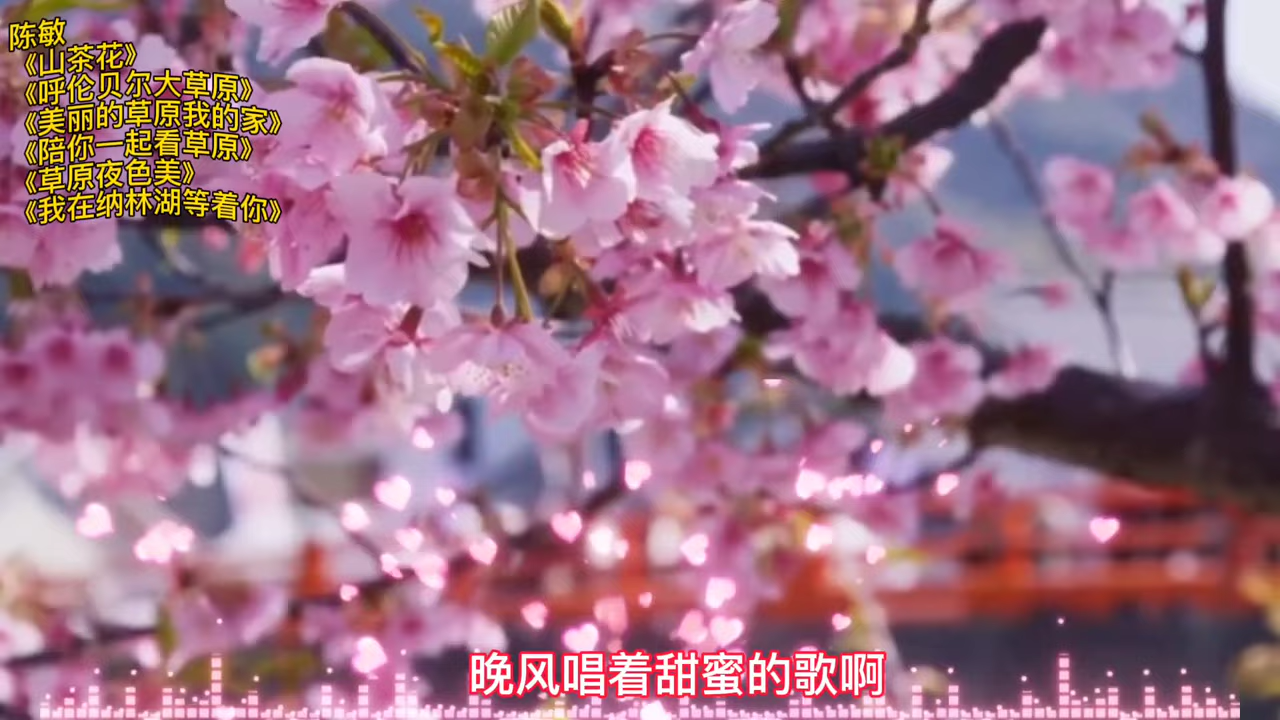 陈敏
《山茶花》
《呼伦贝尔大草原》
《美丽的草原我的家》
《陪你一起看草原》
《草原夜色美》
《我在纳林湖等着你》
晚风唱着甜蜜的歌啊